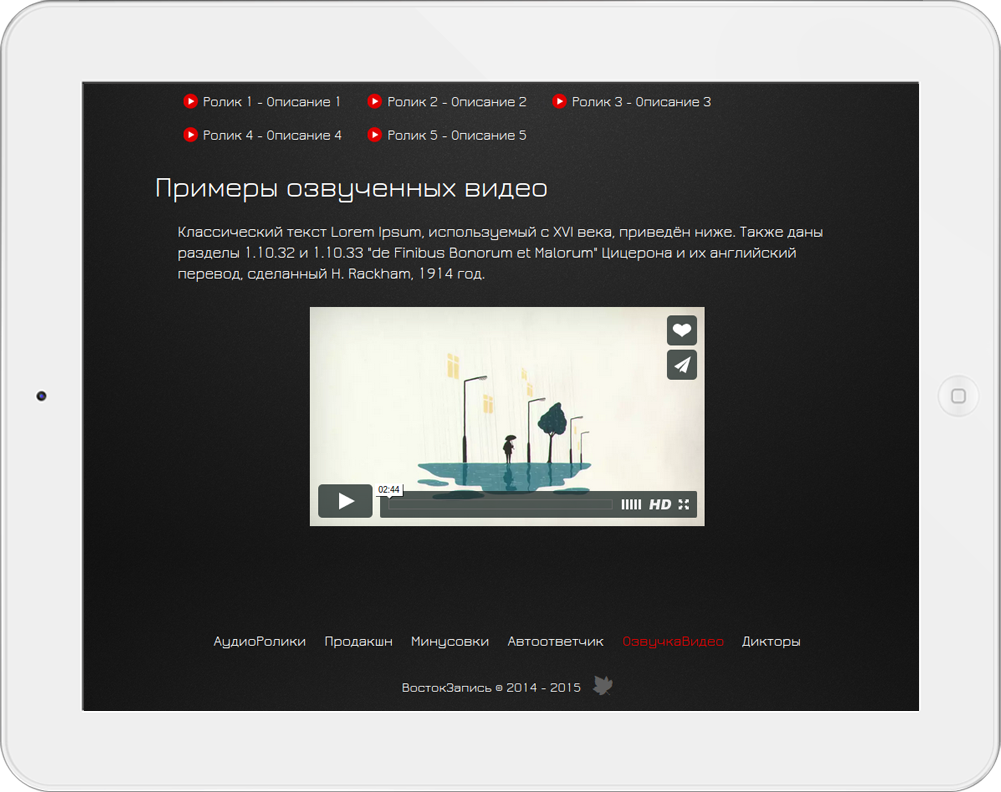 Ролик 1 - Описание 1 Ролик 2 - Описание 2 Ролик 3 - Описание 3
Ролик 4 - Описание 4 Ролик 5 - Описание 5
Примеры озвученных видео
Классический текст Lorem Ipsum, используемый с XVI века, приведён ниже. Также даны
разделы 1.10.32 и 1.10.33 "de Finibus Bonorum et Malorum" Цицерона и их английский
перевод, сделанный H. Rackham, 1914 год.
02:44
HD
АудиоРолики Продакшн Минусовки Автоответчик ОзвучкаВидео Дикторы
ВостокЗапись © 2014 - 2015